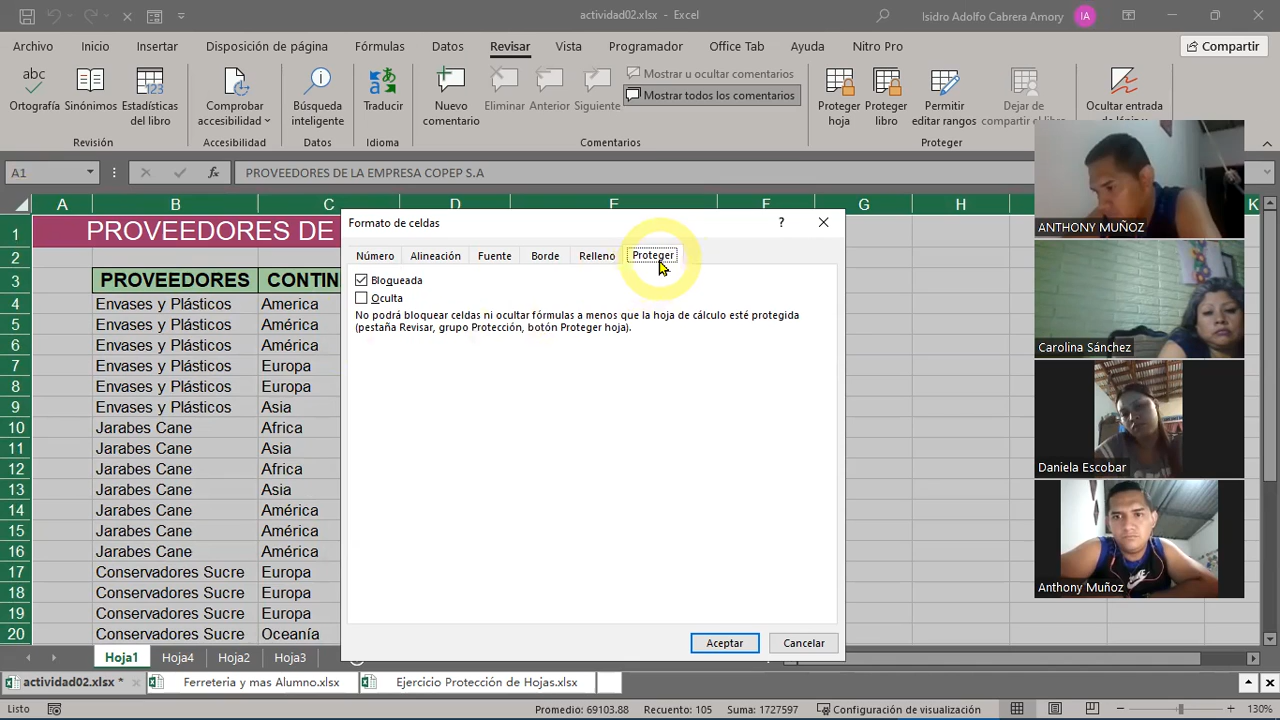 actividad02.xlsx - Excel
Isidro Adolfo Cabrera Amory
IA
Archivo
Inicio
Insertar
Disposición de página
Fórmulas
Datos
Revisar
Vista
Programador
Office Tab
Ayuda
Nitro Pro
Compartir
abc
Ortografía
Sinónimos
123
Estadísticas
del libro
Revisión
Comprobar
accesibilidad
Accesibilidad
Búsqueda
inteligente
Datos
Traducir
Idioma
Nuevo
comentario
Eliminar
Anterior
Siguiente
Mostrar u ocultar comentarios
Mostrar todos los comentarios
Comentarios
Proteger
hoja
Proteger
libro
Permitir
editar rangos
Dejar de
compartir el libro
Proteger
Ocultar entrada
A1
fx
PROVEEDORES DE LA EMPRESA COPEP S.A
A B C D E F G H K
1 PROVEEDORES DE
2
3 PROVEEDORES CONTIN
4 Envases y Plásticos America
5 Envases y Plásticos América
6 Envases y Plásticos América
7 Envases y Plásticos Europa
8 Envases y Plásticos Europa
9 Envases y Plásticos Asia
10 Jarabes Cane Africa
11 Jarabes Cane Asia
12 Jarabes Cane Africa
13 Jarabes Cane Asia
14 Jarabes Cane América
15 Jarabes Cane América
16 Jarabes Cane América
17 Conservadores Sucre Europa
18 Conservadores Sucre Europa
19 Conservadores Sucre Europa
20 Conservadores Sucre Oceanía
Formato de celdas
?
Número
Alineación
Fuente
Borde
Relleno
Proteger
Bloqueada
Oculta
No podrá bloquear celdas ni ocultar fórmulas a menos que la hoja de cálculo esté protegida
(pestaña Revisar, grupo Protección, botón Proteger hoja).
Aceptar
Cancelar
ANTHONY MUÑOZ
Carolina Sánchez
Daniela Escobar
Anthony Muñoz
Hoja1
Hoja4
Hoja2
Hoja3
actividad02.xlsx *
Ferreteria y mas Alumno.xlsx
Ejercicio Protección de Hojas.xlsx
Listo
Promedio: 69103.88
Recuento: 105
Suma: 1727597
Configuración de visualización
130%